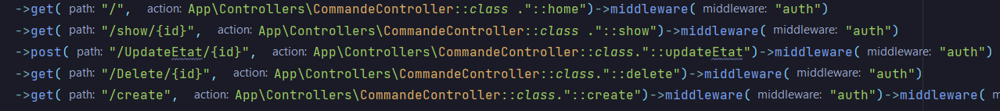 ->get( path: "/", action: App\Controllers\CommandeController::class ."::home")->middleware( middleware: "auth")
->get( path: "/show/{id}", action: App\Controllers\CommandeController::class ."::show")->middleware( middleware: "auth")
->post( path: "/UpdateEtat/{id}", action: App\Controllers\CommandeController::class."::updateEtat")->middleware( middleware: "auth")
->get( path: "/Delete/{id}", action: App\Controllers\CommandeController::class."::delete")->middleware( middleware: "auth")
->get( path: "/create", action: App\Controllers\CommandeController::class."::create")->middleware( middleware: "auth")->middleware(